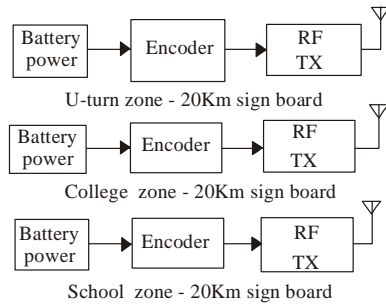 Battery power
Encoder
RF
TX
U-turn zone - 20Km sign board
Battery power
Encoder
RF
TX
College zone - 20Km sign board
Battery power
Encoder
RF
TX
School zone - 20Km sign board